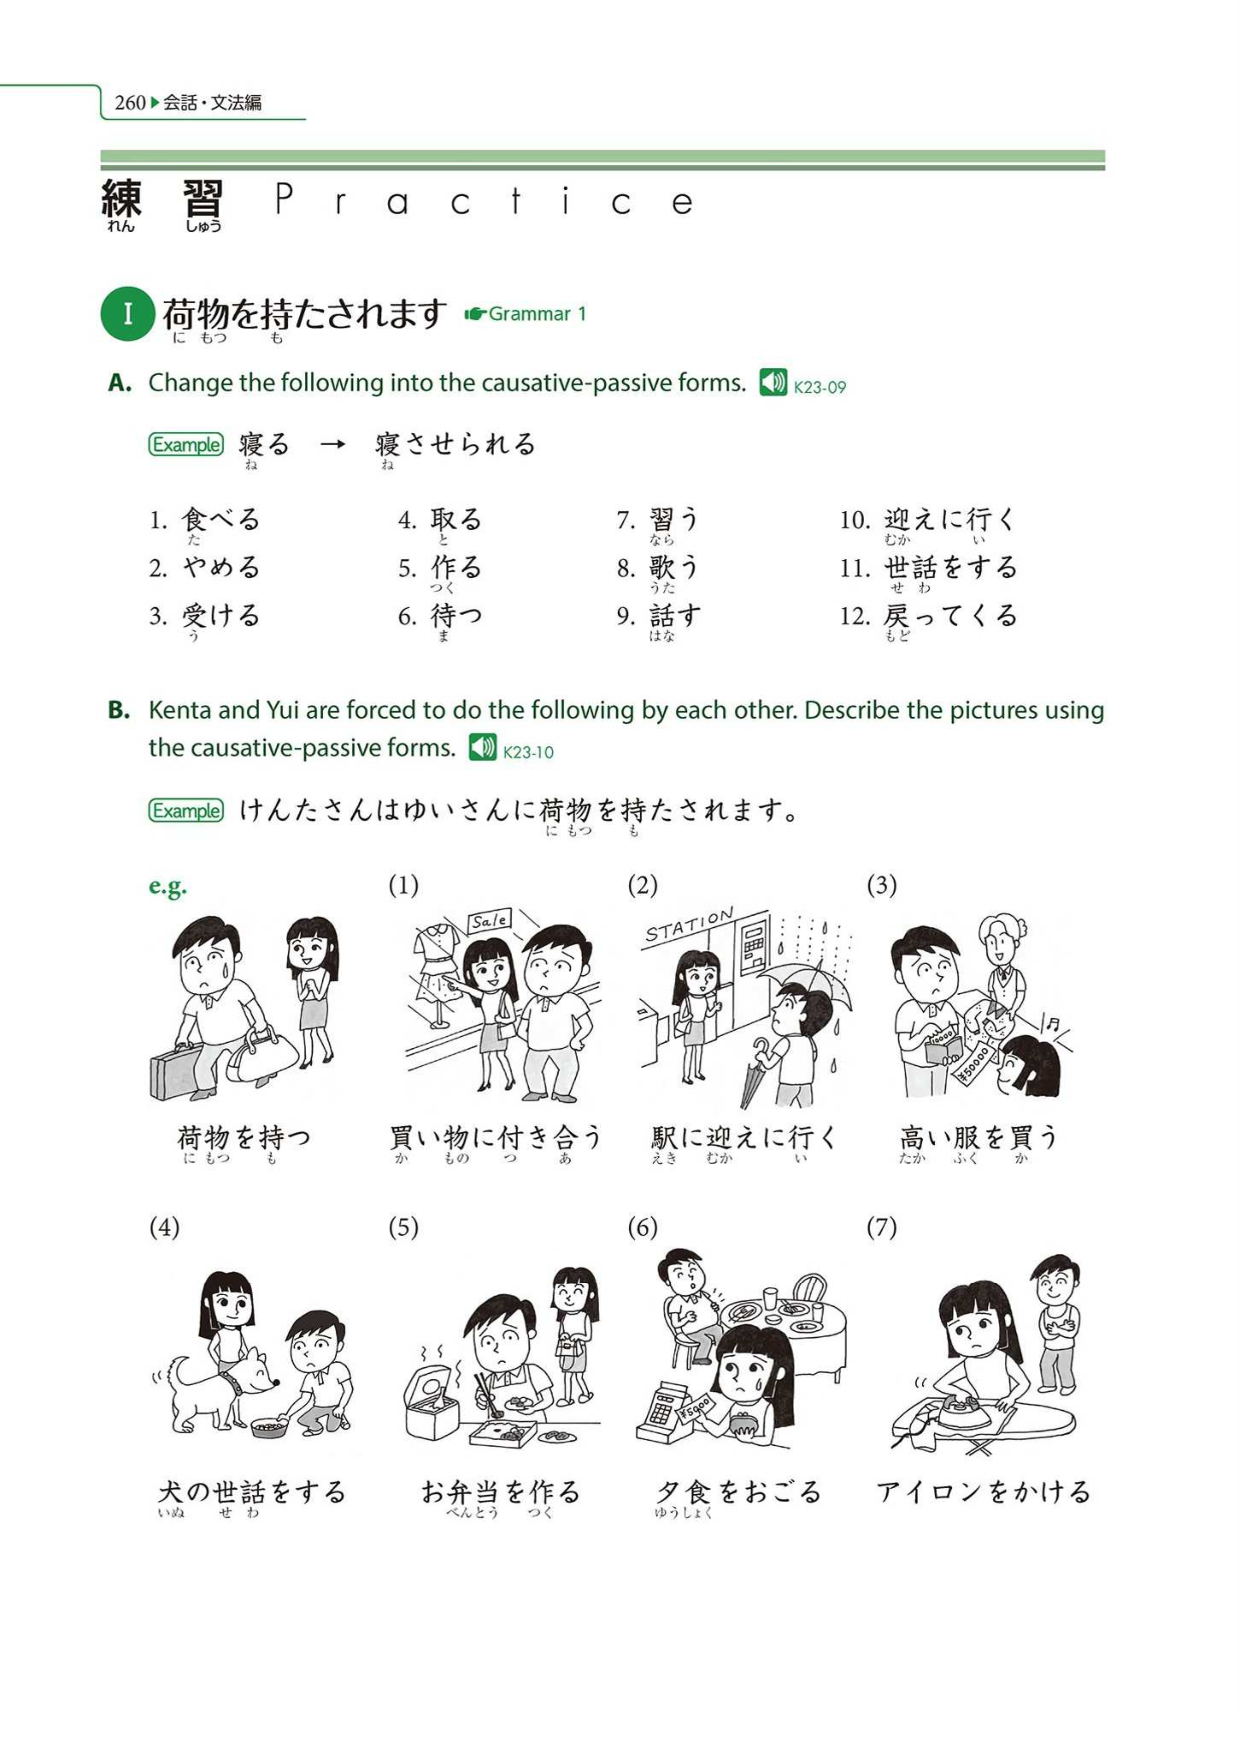 260 ▶ 会話・文法編
練習 Practice
れん しゅう
I 荷物を持たされます ☛Grammar 1
に もつ も
A. Change the following into the causative-passive forms. K23-09
Example 寝る → 寝させられる
ね ね
1. 食べる 4. 取る 7. 習う 10. 迎えに行く
た と なら むか い
2. やめる 5. 作る 8. 歌う 11. 世話をする
つく うた せ わ
3. 受ける 6. 待つ 9. 話す 12. 戻ってくる
う ま はな もど
B. Kenta and Yui are forced to do the following by each other. Describe the pictures using
the causative-passive forms. K23-10
Example けんたさんはゆいさんに荷物を持たされます。
に もつ も
e.g. (1) (2) (3)
Sale
STATION
10000
¥50000
荷物を持つ 買い物に付き合う 駅に迎えに行く 高い服を買う
に もつ も か もの つ あ えき むか い たか ふく か
(4) (5) (6) (7)
¥5900
犬の世話をする お弁当を作る 夕食をおごる アイロンをかける
いぬ せ わ べんとう つく ゆうしょく